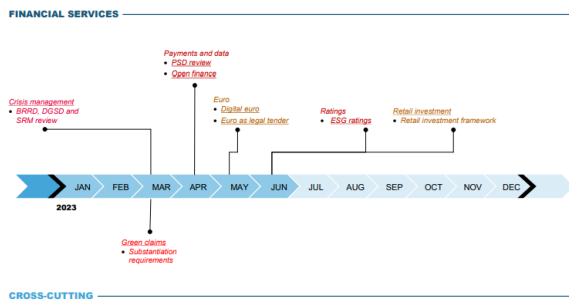 FINANCIAL SERVICES
Payments and data
• PSD review
• Open finance
Crisis management
• BRRD, DGSD and
SRM review
Euro
• Digital euro
• Euro as legal tender
Ratings
• ESG ratings
Retail investment
• Retail investment framework
JAN FEB MAR APR MAY JUN JUL AUG SEP OCT NOV DEC
2023
Green claims
• Substantiation
requirements
CROSS-CUTTING